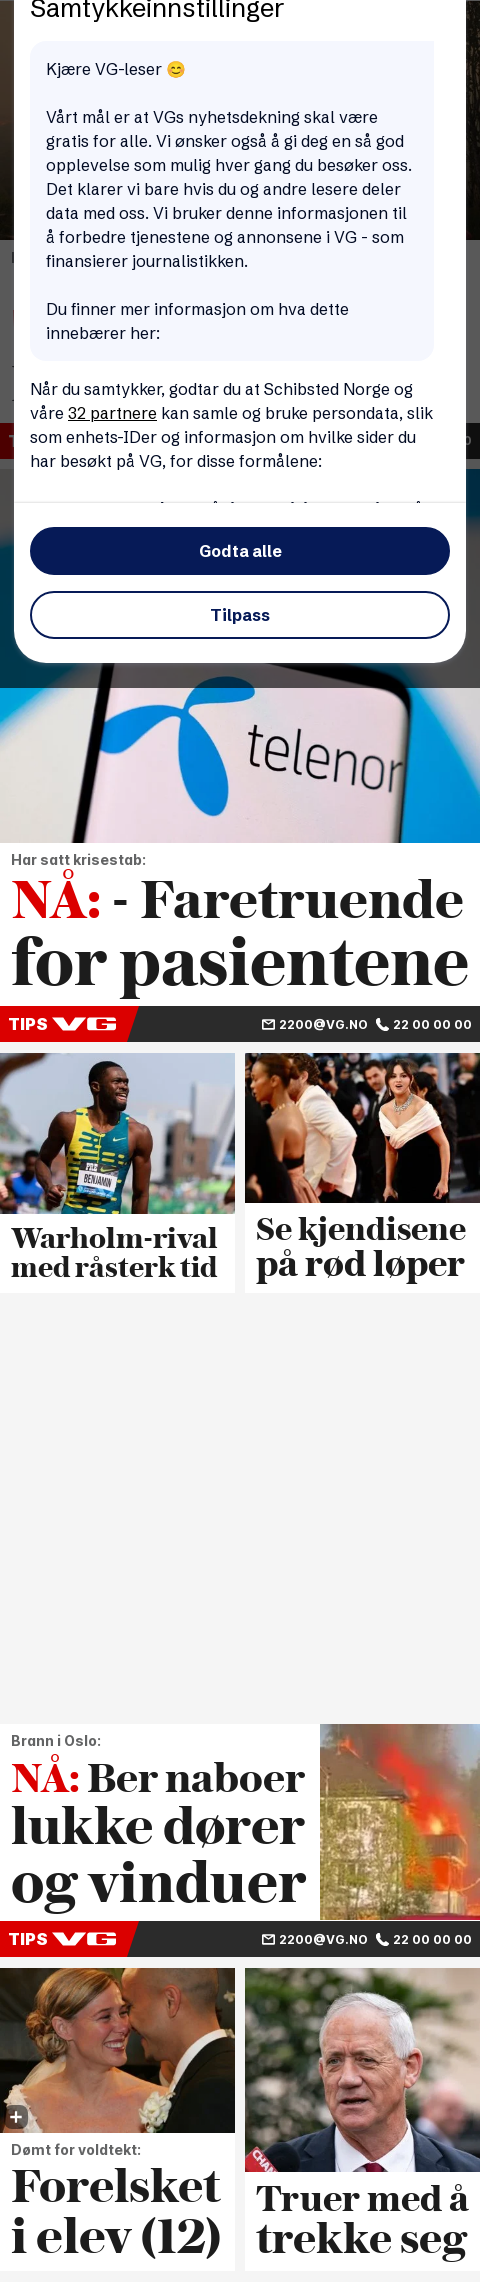 Samtykkeinnstillinger
Kjære VG-leser 😊
Vårt mål er at VGs nyhetsdekning skal være
gratis for alle. Vi ønsker også å gi deg en så god
opplevelse som mulig hver gang du besøker oss.
Det klarer vi bare hvis du og andre lesere deler
data med oss. Vi bruker denne informasjonen til
å forbedre tjenestene og annonsene i VG - som
finansierer journalistikken.
Du finner mer informasjon om hva dette
innebærer her:
Når du samtykker, godtar du at Schibsted Norge og
våre 32 partnere kan samle og bruke persondata, slik
som enhets-IDer og informasjon om hvilke sider du
har besøkt på VG, for disse formålene:
Godta alle
Tilpass
telenor
Har satt krisestab:
NÅ: - Faretruende
for pasientene
TIPS VG 2200@VG.NO 22 00 00 00
BENJAMIN
Warholm-rival
med råsterk tid
Se kjendisene
på rød løper
Brann i Oslo:
NÅ: Ber naboer
lukke dører
og vinduer
TIPS VG 2200@VG.NO 22 00 00 00
Dømt for voldtekt:
Forelsket
i elev (12)
Truer med å
trekke seg